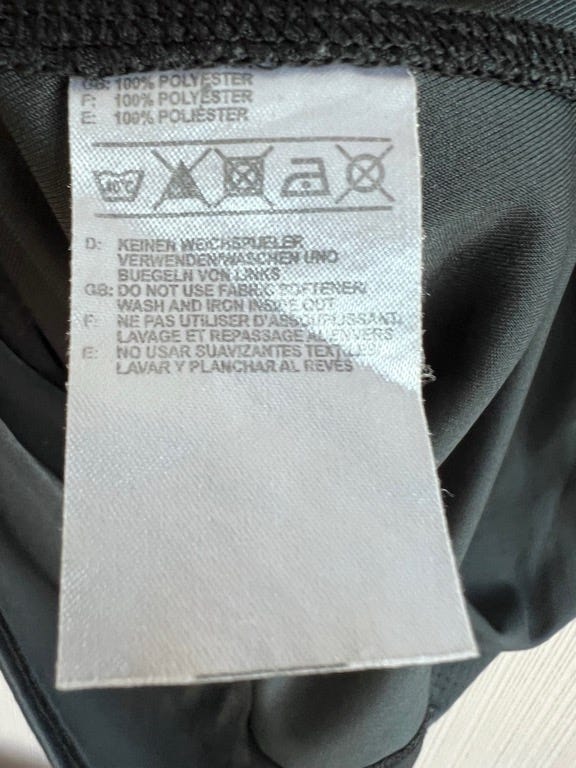 GB: 100% POLYESTER
F: 100% POLYESTER
E: 100% POLIÉSTER
40°C
D: KEINEN WEICHSPUELER
VERWENDEN/WASCHEN UND
BUEGELN VON LINKS
GB: DO NOT USE FABRIC SOFTENER/
WASH AND IRON INSIDE OUT
F: NE PAS UTILISER D'ASSOUPLISSANT.
LAVAGE ET REPASSAGE A L'ENVERS
E: NO USAR SUAVIZANTES TEXTILES
LAVAR Y PLANCHAR AL REVÉS